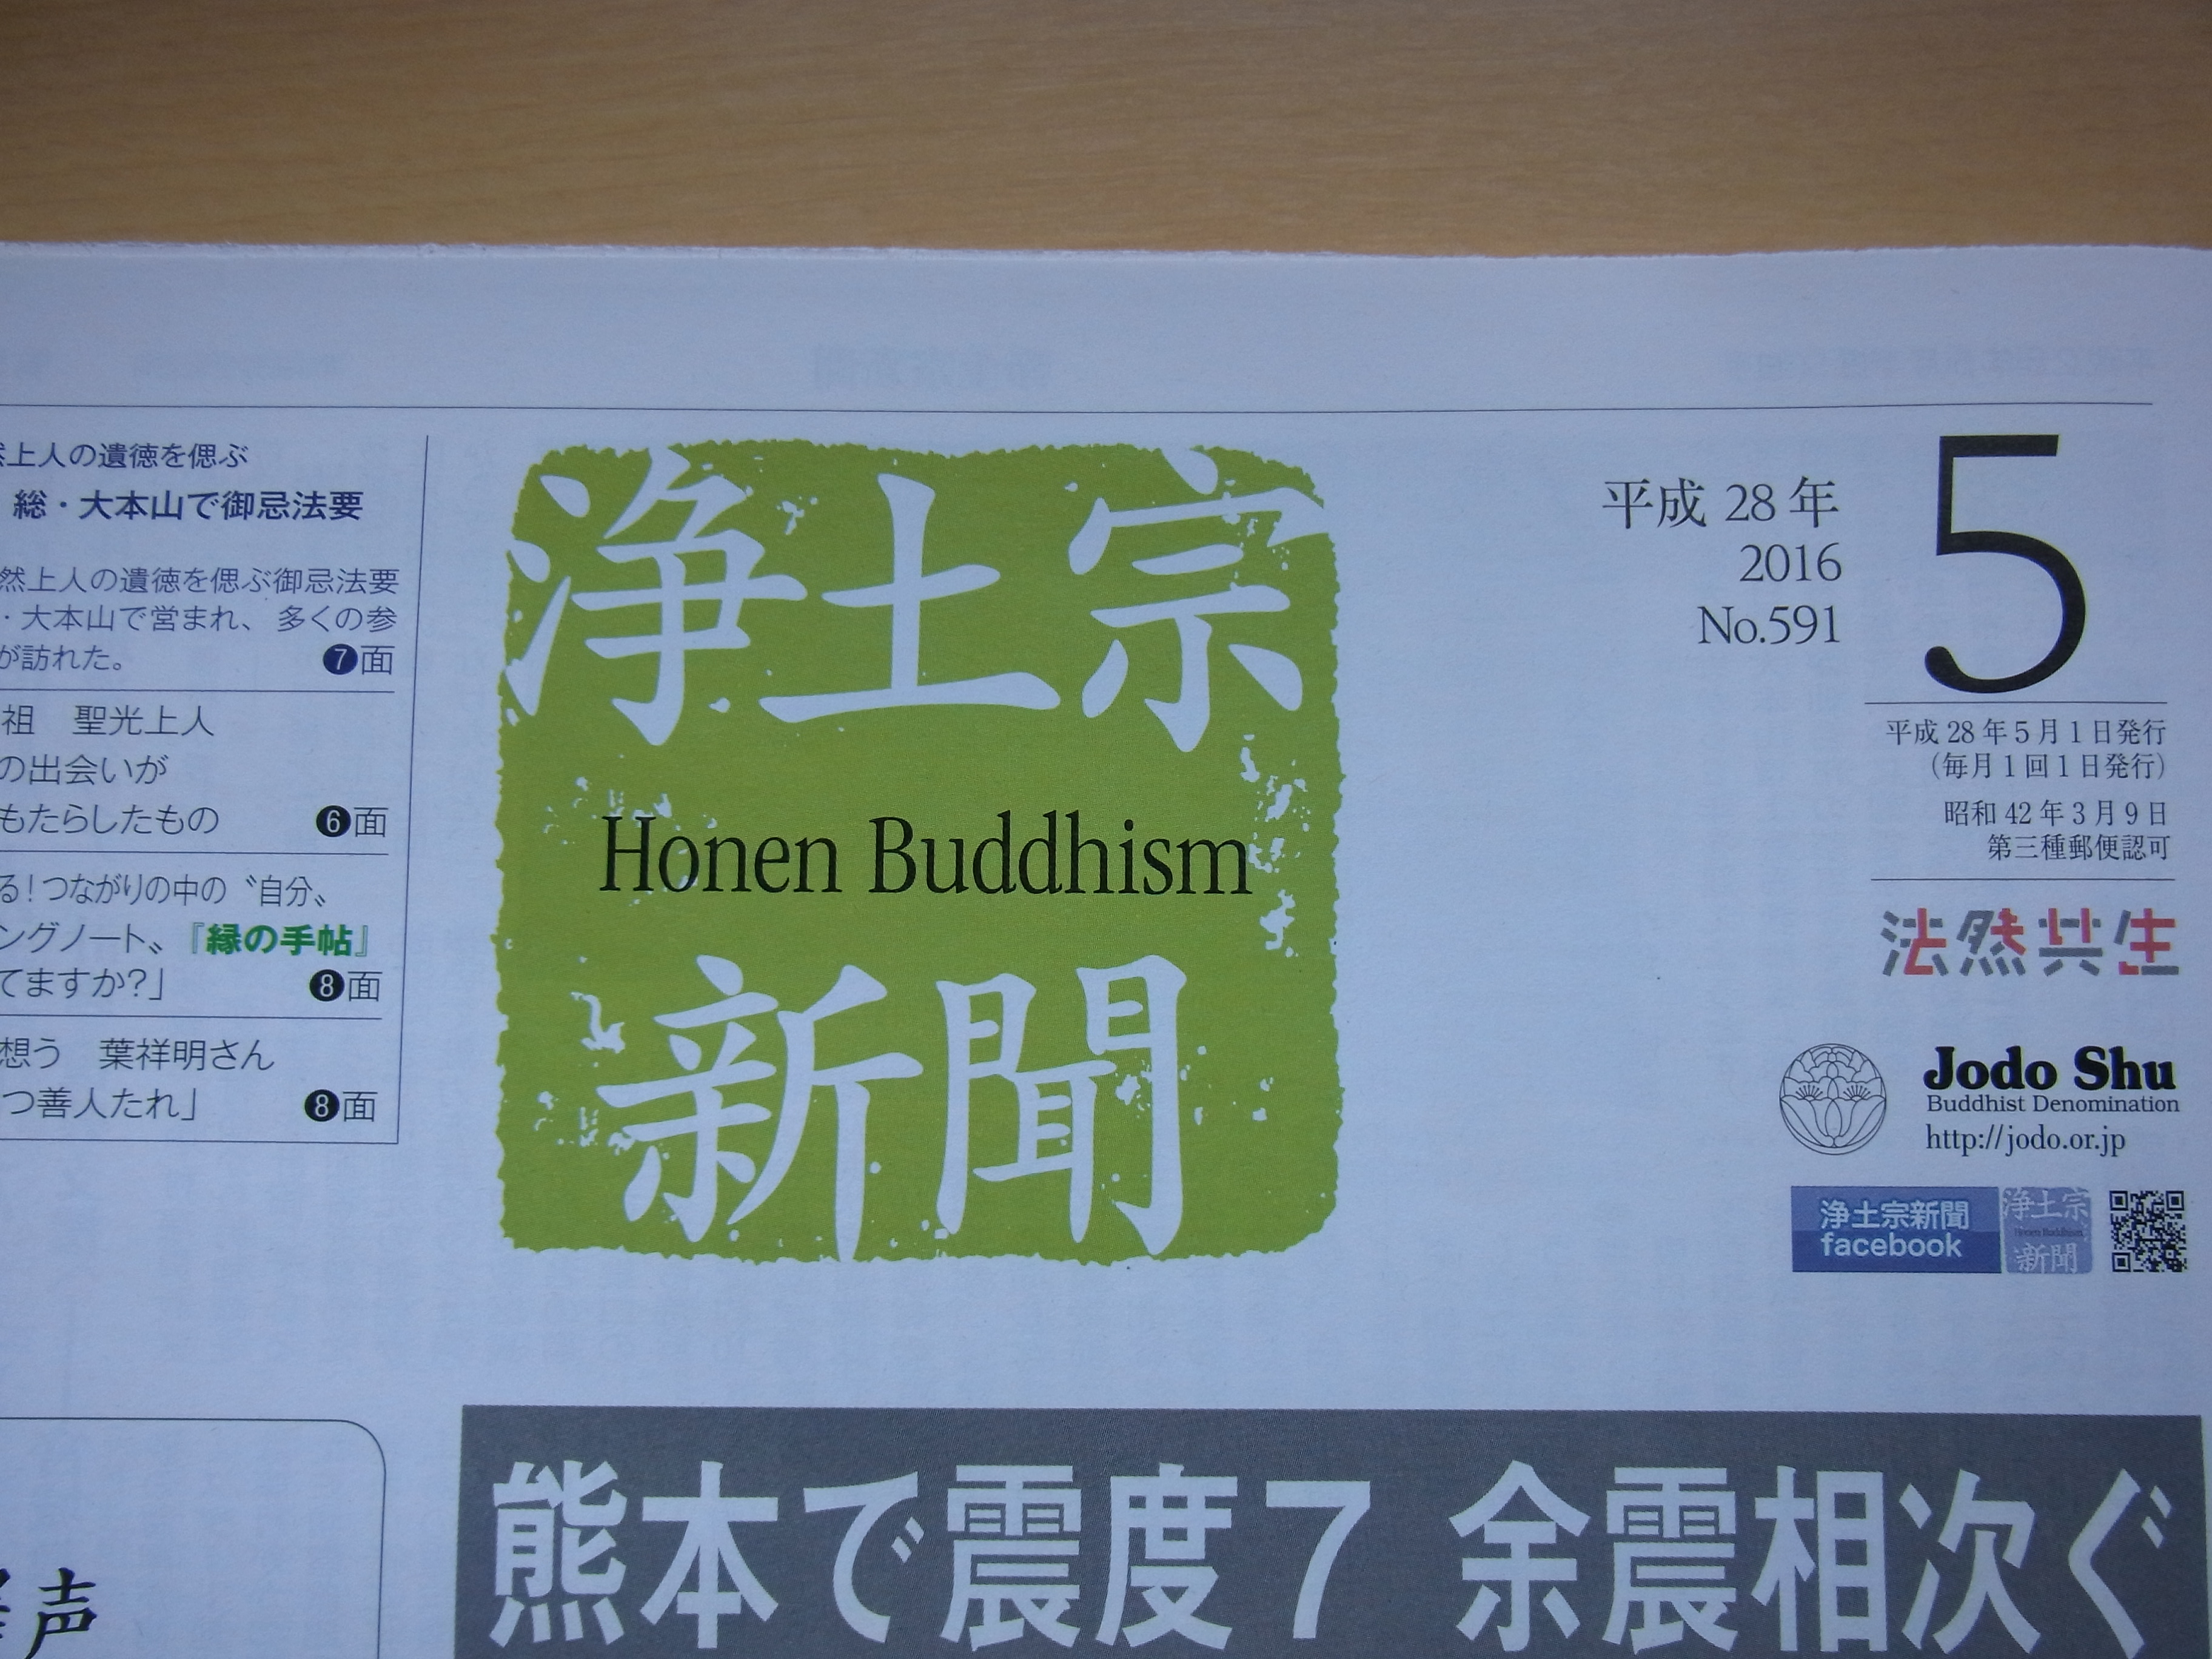 然上人の遺徳を偲ぶ
総・大本山で御忌法要
然上人の遺徳を偲ぶ御忌法要
・大本山で営まれ、多くの参
が訪れた。
7面
祖　聖光上人
の出会いが
もたらしたもの
6面
る！つながりの中の〝自分〟
ングノート〟『縁の手帖』
てますか？」
8面
想う　葉祥明さん
つ善人たれ」
8面
声
浄土宗
Honen Buddhism
新聞
平成 28 年
2016
No.591
5
平成 28 年 5 月 1 日発行
（毎月 1 回 1 日発行）
昭和 42 年 3 月 9 日
第三種郵便認可
法然共生
Jodo Shu
Buddhist Denomination
http://jodo.or.jp
浄土宗新聞
facebook
浄土宗
Honen Buddhism
新聞
熊本で震度7 余震相次ぐ